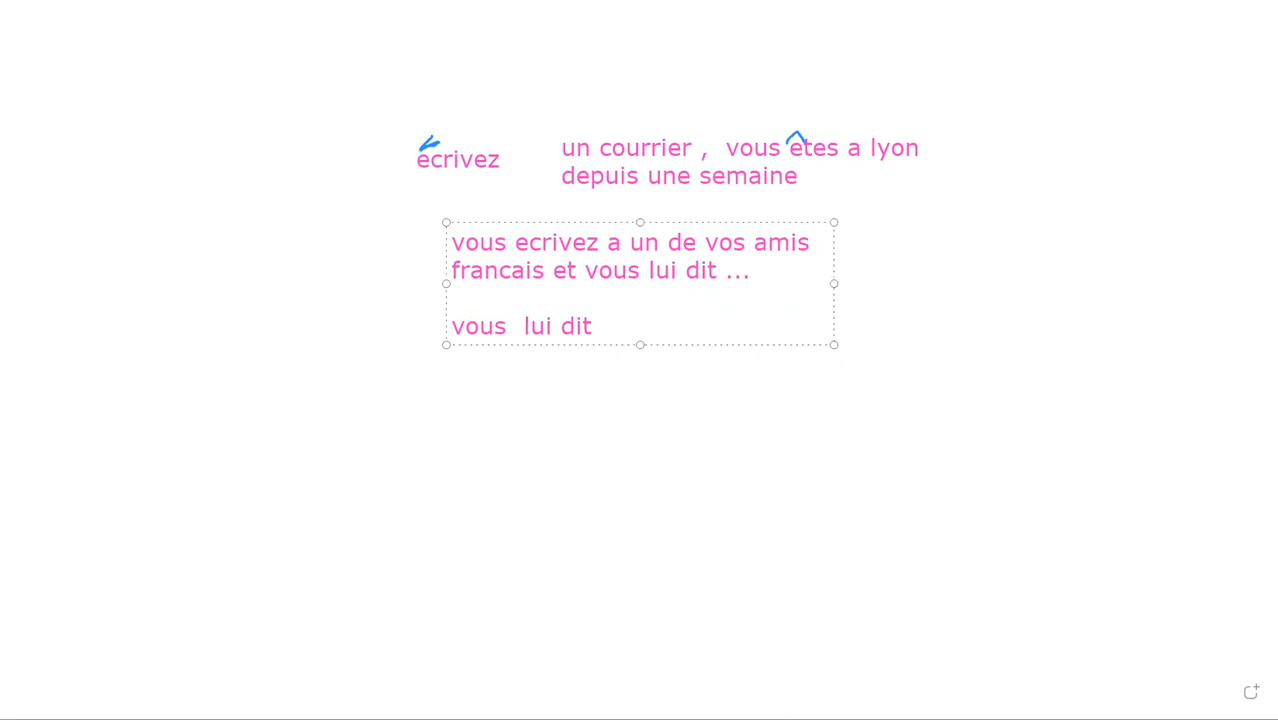 écrivez
un courrier , vous êtes a lyon
depuis une semaine
vous ecrivez a un de vos amis
francais et vous lui dit ...
vous lui dit